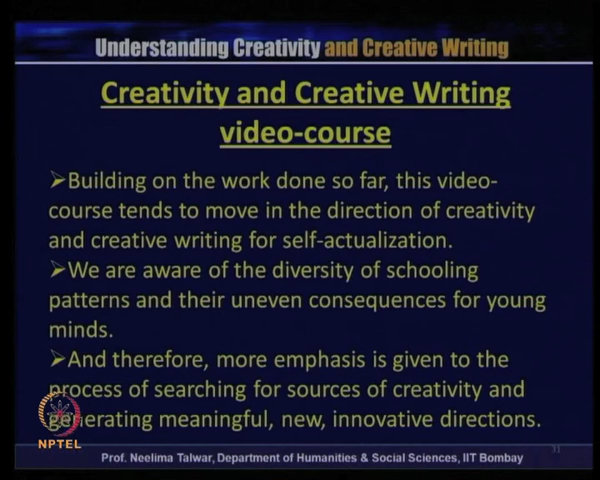 Understanding Creativity and Creative Writing
Creativity and Creative Writing
video-course
➢Building on the work done so far, this video-
course tends to move in the direction of creativity
and creative writing for self-actualization.
➢We are aware of the diversity of schooling
patterns and their uneven consequences for young
minds.
➢And therefore, more emphasis is given to the
process of searching for sources of creativity and
generating meaningful, new, innovative directions.
NPTEL
31
Prof. Neelima Talwar, Department of Humanities & Social Sciences, IIT Bombay